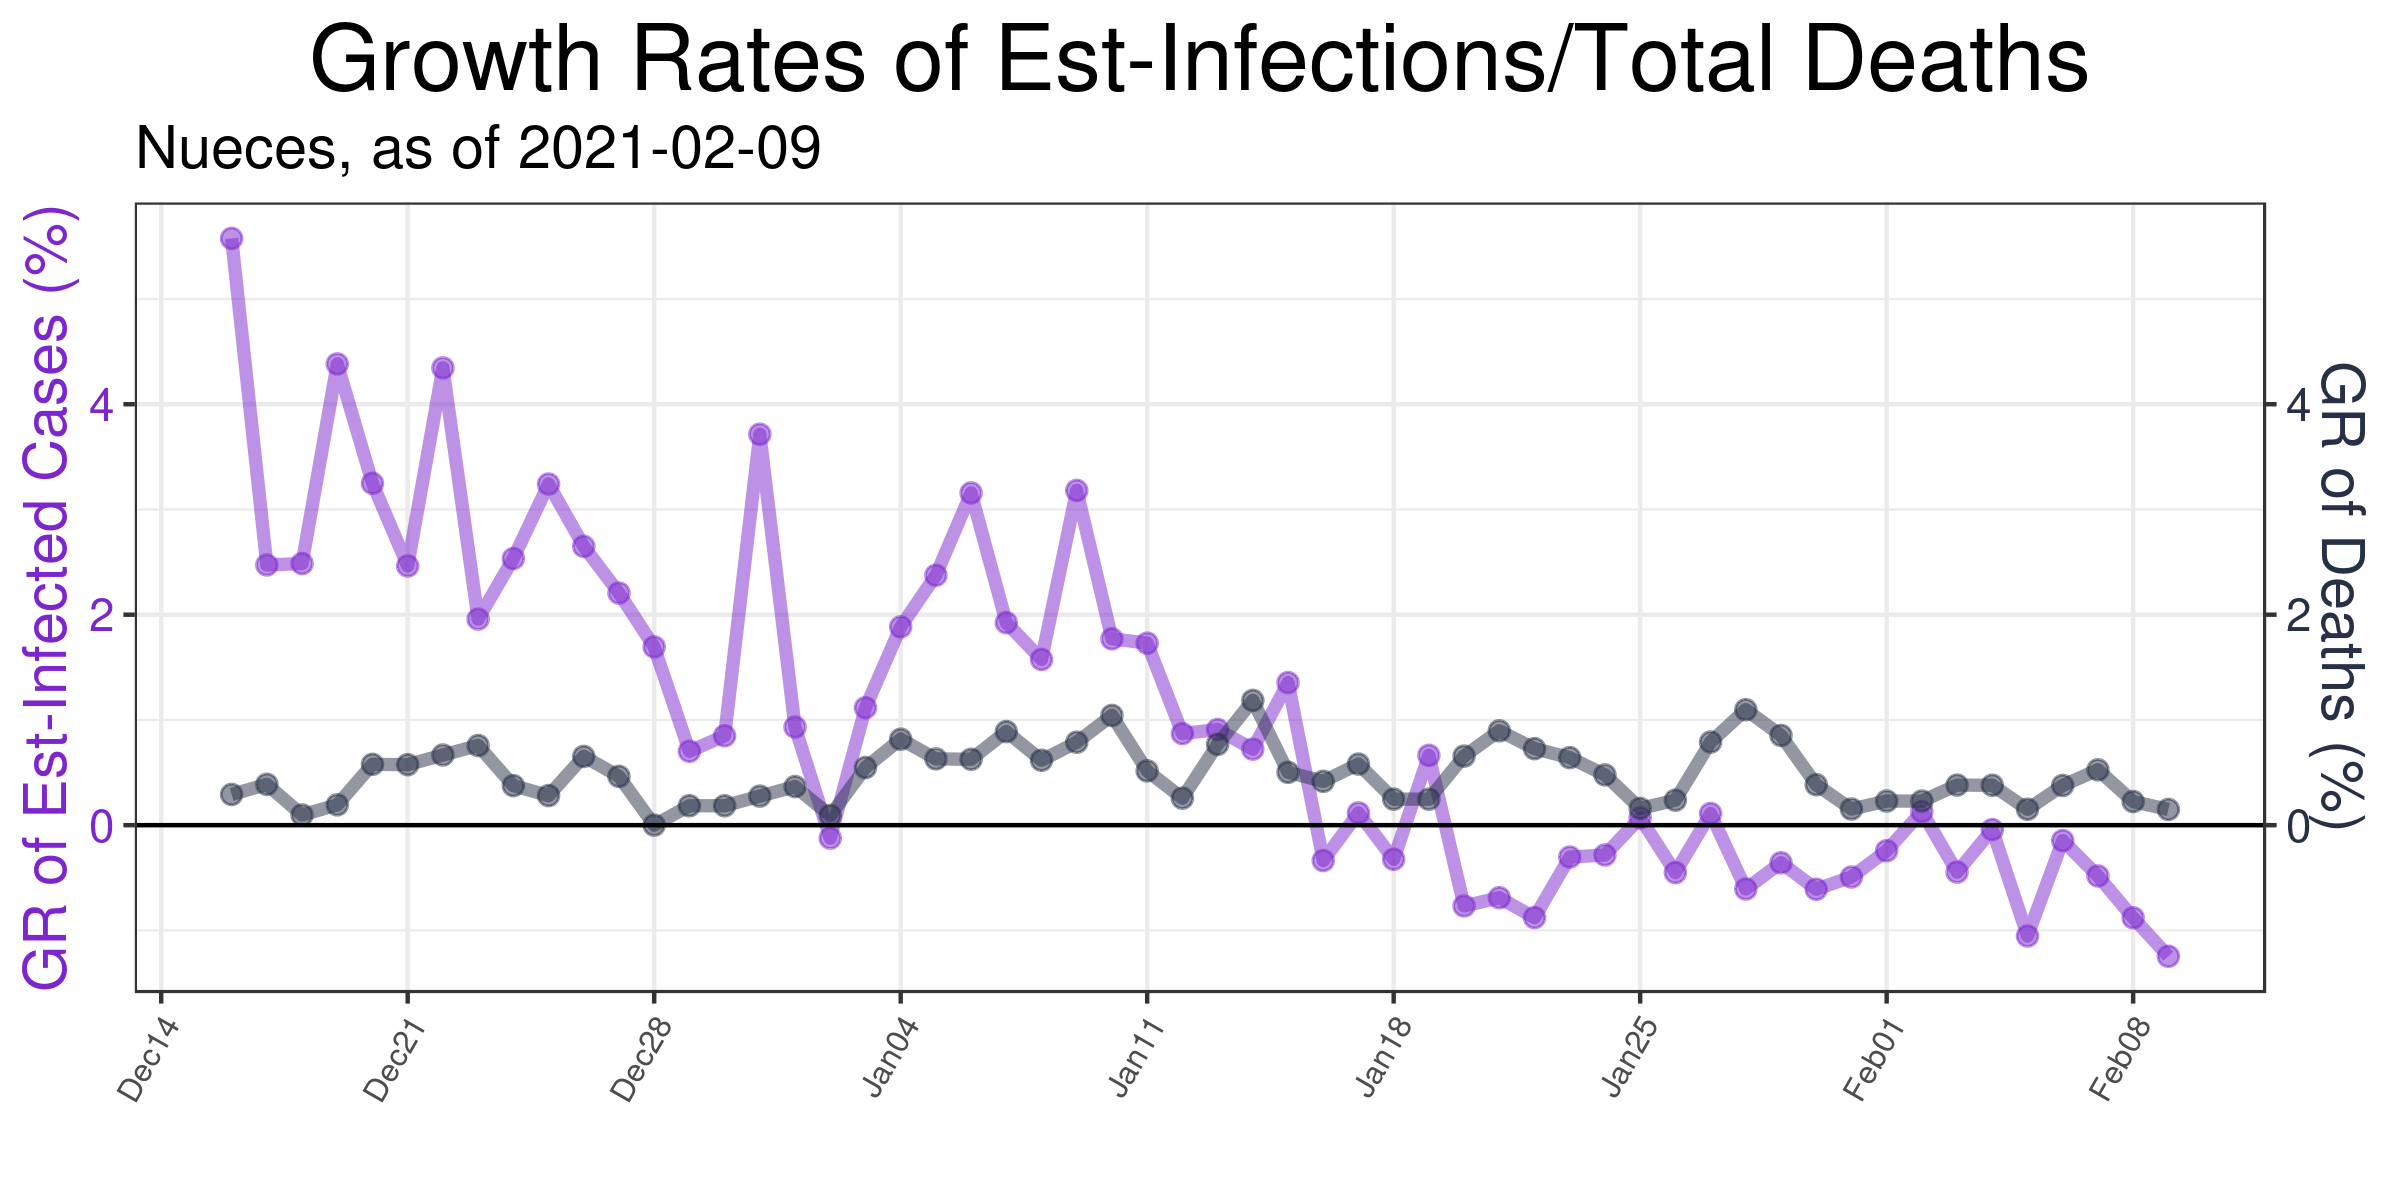 Growth Rates of Est-Infections/Total Deaths
Nueces, as of 2021-02-09
GR of Est-Infected Cases (%)
4
2
0
4
2
0
GR of Deaths (%)
Dec14
Dec21
Dec28
Jan04
Jan11
Jan18
Jan25
Feb01
Feb08